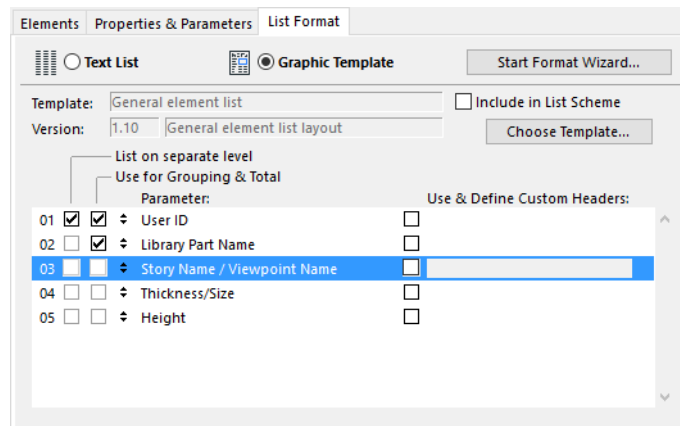 Elements Properties & Parameters List Format
Text List Graphic Template Start Format Wizard...
Template: General element list Include in List Scheme
Version: 1.10 General element list layout Choose Template...
List on separate level
Use for Grouping & Total
Parameter: Use & Define Custom Headers:
01 User ID
02 Library Part Name
03 Story Name / Viewpoint Name
04 Thickness/Size
05 Height